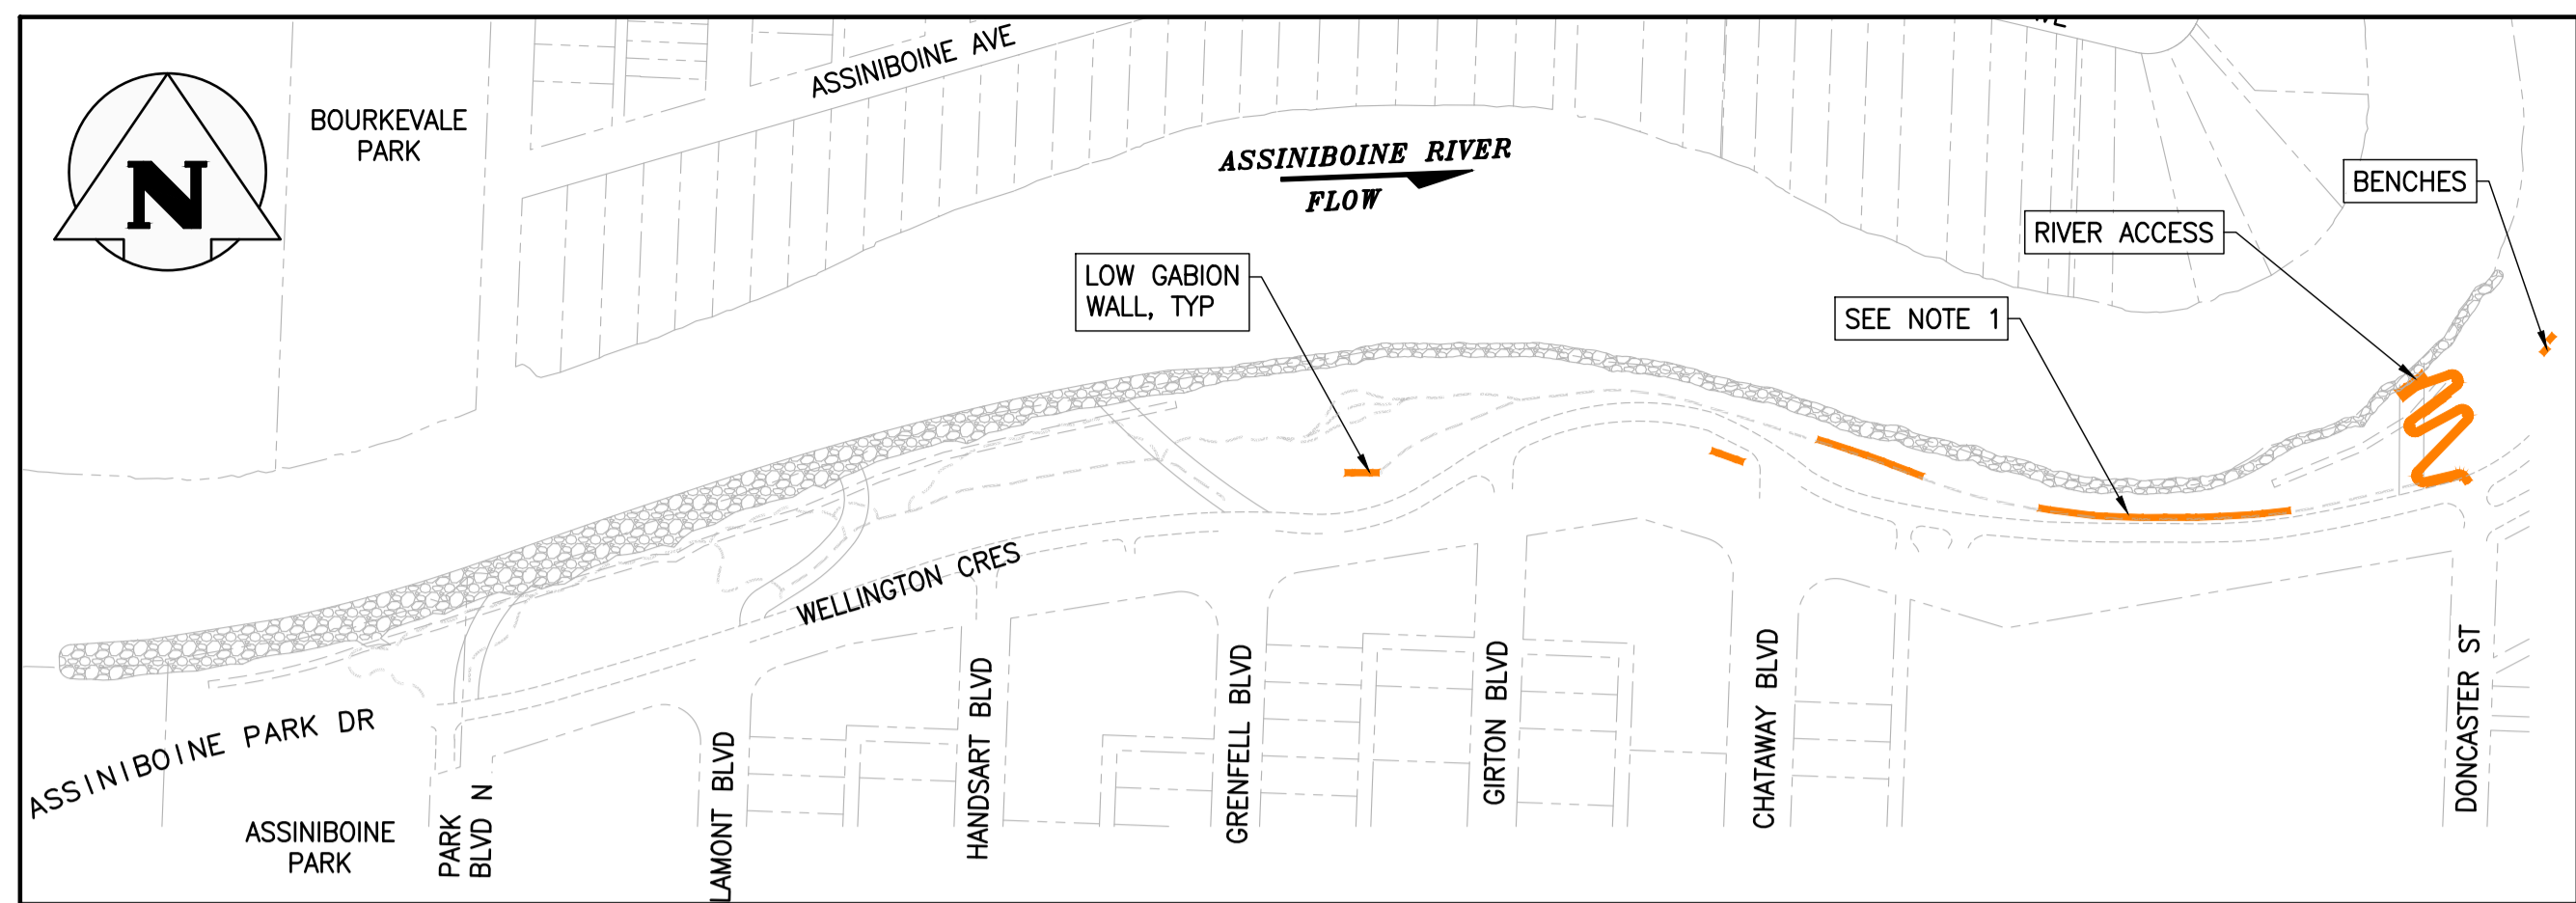 ASSINIBOINE AVE
BOURKEVALE
PARK
N
ASSINIBOINE RIVER
FLOW
BENCHES
RIVER ACCESS
LOW GABION
WALL, TYP
SEE NOTE 1
WELLINGTON CRES
ASSINIBOINE PARK DR
ASSINIBOINE
PARK
PARK
BLVD N
LAMONT BLVD
HANDSART BLVD
GRENFELL BLVD
GIRTON BLVD
CHATAWAY BLVD
DONCASTER ST